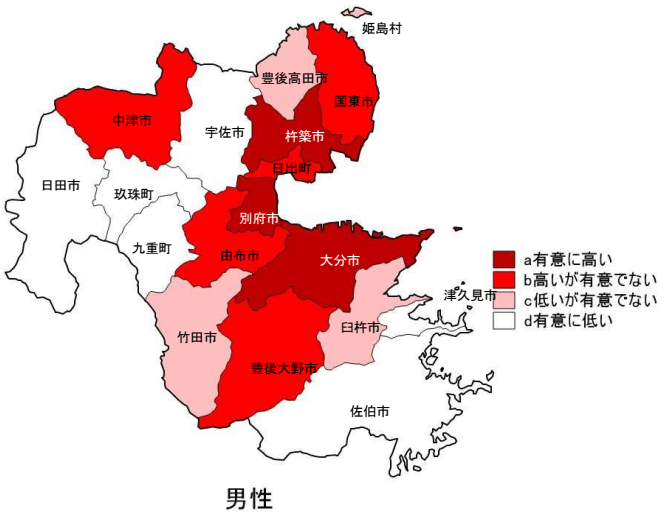 姫島村
豊後高田市
国東市
中津市
宇佐市
杵築市
日出町
日田市
玖珠町
別府市
九重町
由布市
大分市
a有意に高い
b高いが有意でない
c低いが有意でない
d有意に低い
津久見市
臼杵市
竹田市
豊後大野市
佐伯市
男性